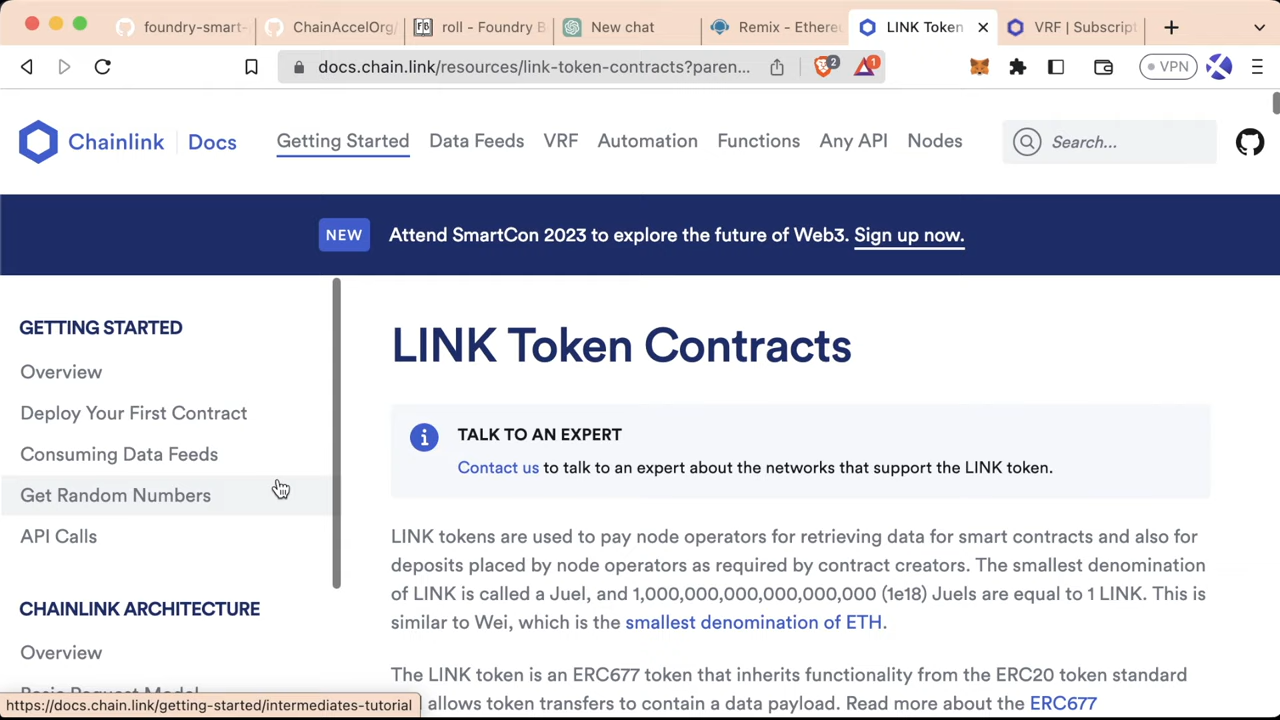 foundry-smart-
ChainAccelOrg/
roll - Foundry B
New chat
Remix - Ethere
LINK Token
VRF | Subscript
docs.chain.link/resources/link-token-contracts?paren...
2
1
VPN
Chainlink | Docs
Getting Started
Data Feeds
VRF
Automation
Functions
Any API
Nodes
Search...
NEW
Attend SmartCon 2023 to explore the future of Web3. Sign up now.
GETTING STARTED
Overview
Deploy Your First Contract
Consuming Data Feeds
Get Random Numbers
API Calls
CHAINLINK ARCHITECTURE
Overview
Basic Request Model
https://docs.chain.link/getting-started/intermediates-tutorial
LINK Token Contracts
TALK TO AN EXPERT
Contact us to talk to an expert about the networks that support the LINK token.
LINK tokens are used to pay node operators for retrieving data for smart contracts and also for
deposits placed by node operators as required by contract creators. The smallest denomination
of LINK is called a Juel, and 1,000,000,000,000,000,000 (1e18) Juels are equal to 1 LINK. This is
similar to Wei, which is the smallest denomination of ETH.
The LINK token is an ERC677 token that inherits functionality from the ERC20 token standard
allows token transfers to contain a data payload. Read more about the ERC677